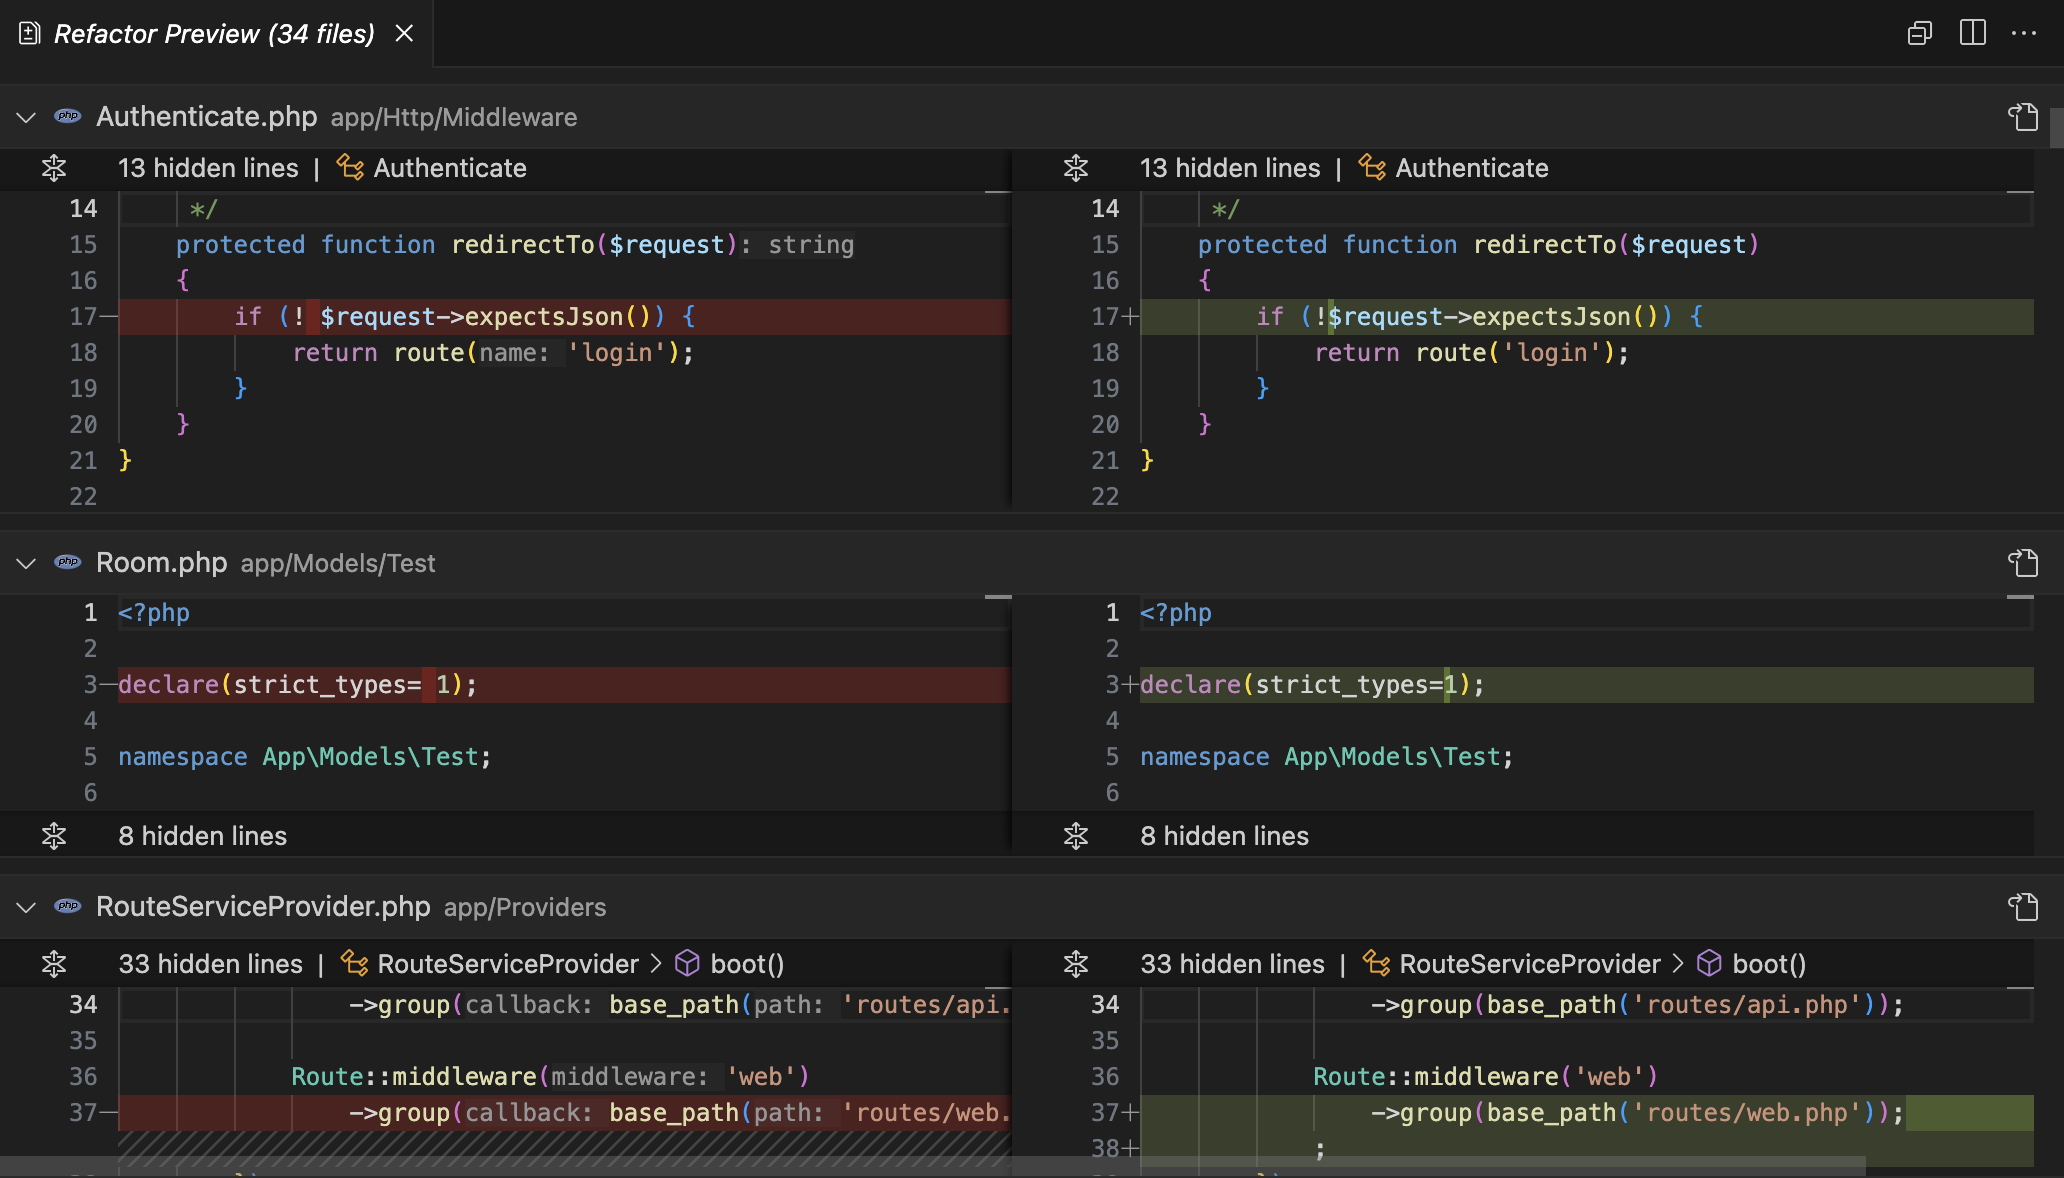 Refactor Preview (34 files)
Authenticate.php app/Http/Middleware
13 hidden lines | Authenticate
14 */
15 protected function redirectTo($request): string
16 {
17 if (! $request->expectsJson()) {
18 return route(name: 'login');
19 }
20 }
21 }
22
13 hidden lines | Authenticate
14 */
15 protected function redirectTo($request)
16 {
17+ if (!$request->expectsJson()) {
18 return route('login');
19 }
20 }
21 }
22
Room.php app/Models/Test
1 <?php
2
3—declare(strict_types= 1);
4
5 namespace App\Models\Test;
6
8 hidden lines
1 <?php
2
3+declare(strict_types=1);
4
5 namespace App\Models\Test;
6
8 hidden lines
RouteServiceProvider.php app/Providers
33 hidden lines | RouteServiceProvider > boot()
34 ->group(callback: base_path(path: 'routes/api.
35
36 Route::middleware(middleware: 'web')
37— ->group(callback: base_path(path: 'routes/web.
33 hidden lines | RouteServiceProvider > boot()
34 ->group(base_path('routes/api.php'));
35
36 Route::middleware('web')
37+ ->group(base_path('routes/web.php'));
38+ ;